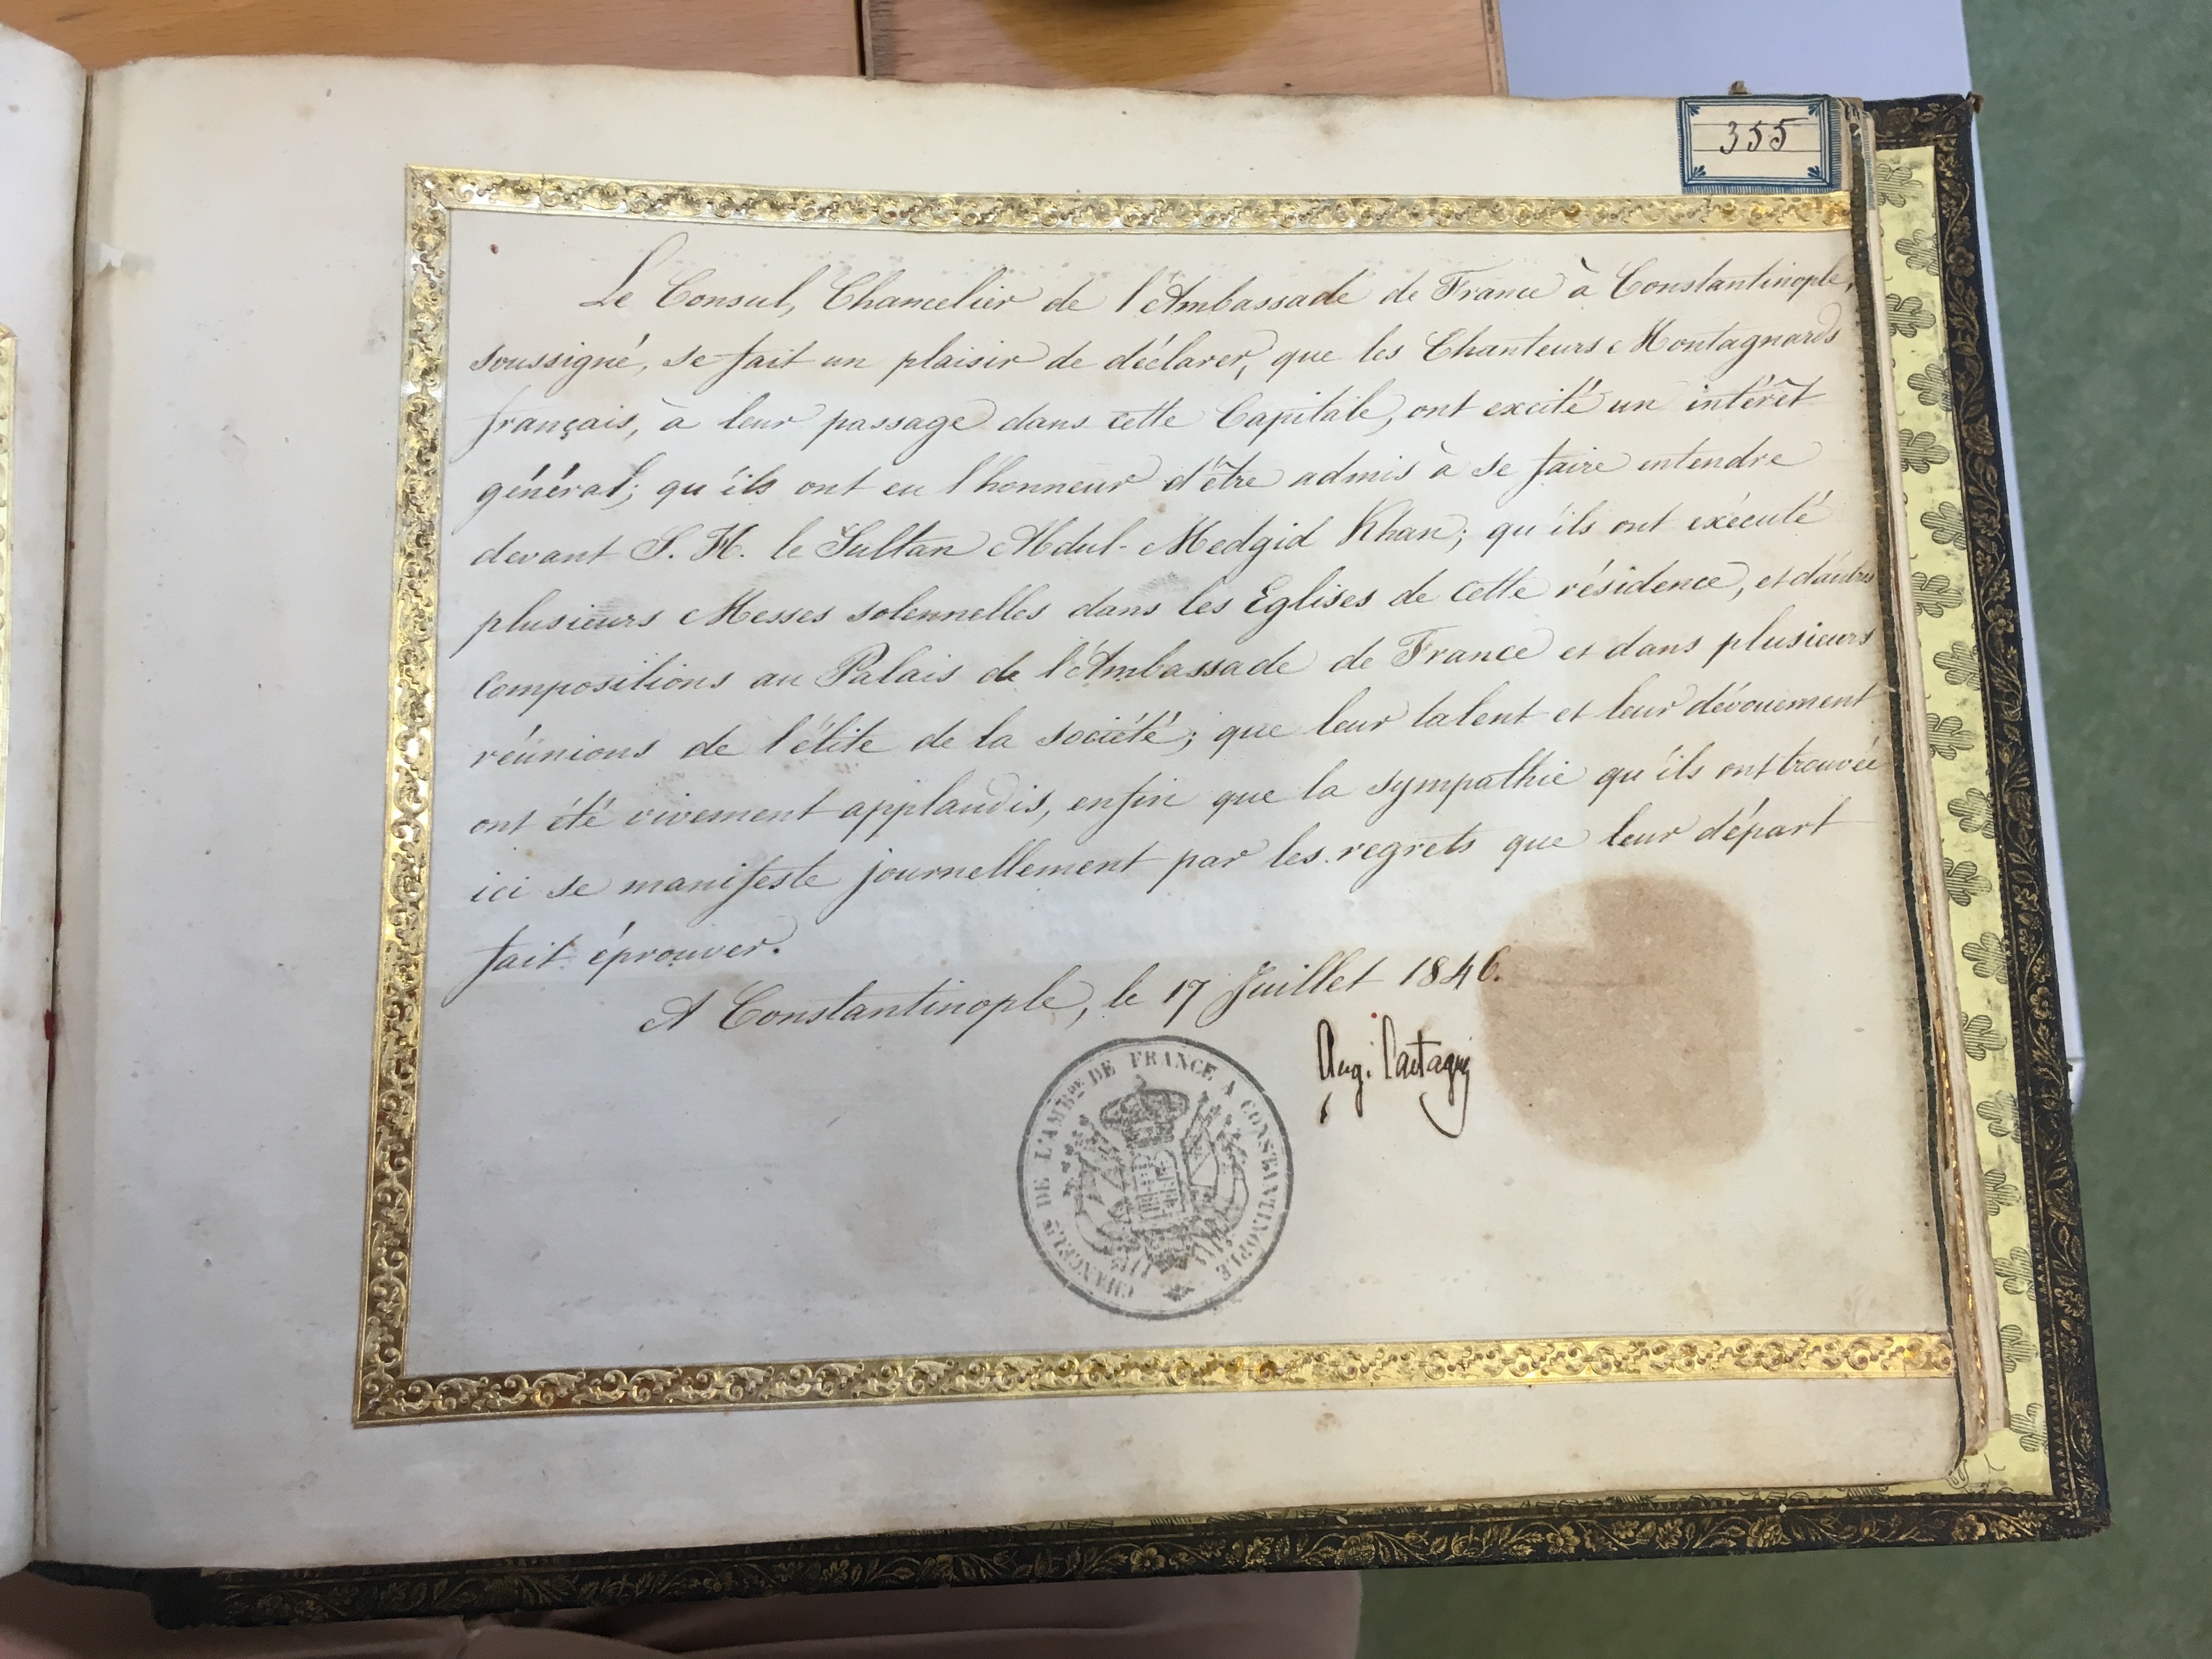 355
Le Consul, Chancelier de l'Ambassade de France à Constantinople,
soussigné, se fait un plaisir de déclarer, que les Chanteurs Montagnards
français, à leur passage dans cette Capitale, ont excité un intérêt
général; qu'ils ont eu l'honneur d'être admis à se faire entendre
devant S. H. le Sultan Abdul-Medgid Khan; qu'ils ont exécuté
plusieurs Messes solennelles dans les Eglises de cette résidence, et d'autres
compositions au Palais de l'Ambassade de France et dans plusieurs
réunions de l'élite de la société; que leur talent et leur dévouement
ont été vivement applaudis, enfin que la sympathie qu'ils ont trouvée
ici se manifeste journellement par les regrets que leur départ
fait éprouver.
A Constantinople, le 17 Juillet 1846.
Aug.
CHANCELRIE DE L'AMBDE DE FRANCE A CONSTANTINOPLE